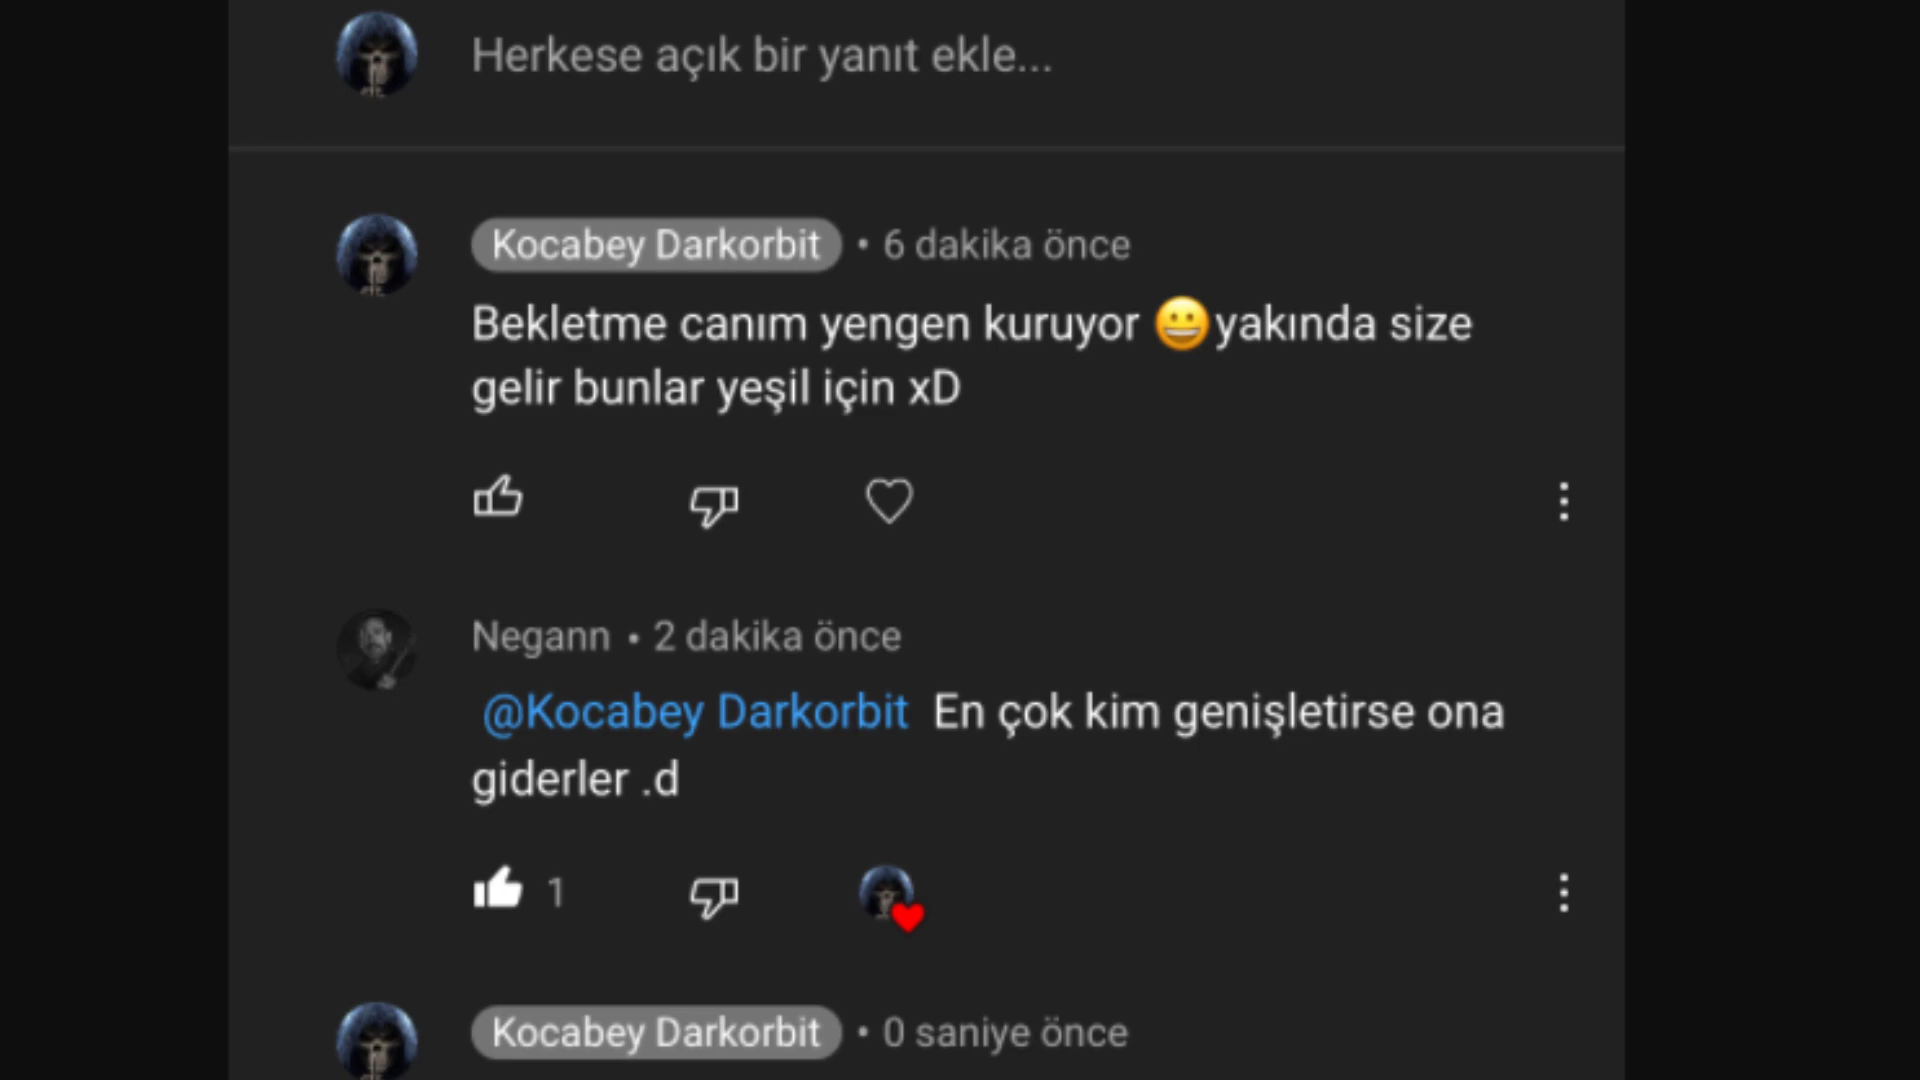 Herkese açık bir yanıt ekle...
Kocabey Darkorbit • 6 dakika önce
Bekletme canım yengen kuruyor 😀yakında size
gelir bunlar yeşil için xD
Negann • 2 dakika önce
@Kocabey Darkorbit En çok kim genişletirse ona
giderler .d
1
Kocabey Darkorbit • 0 saniye önce